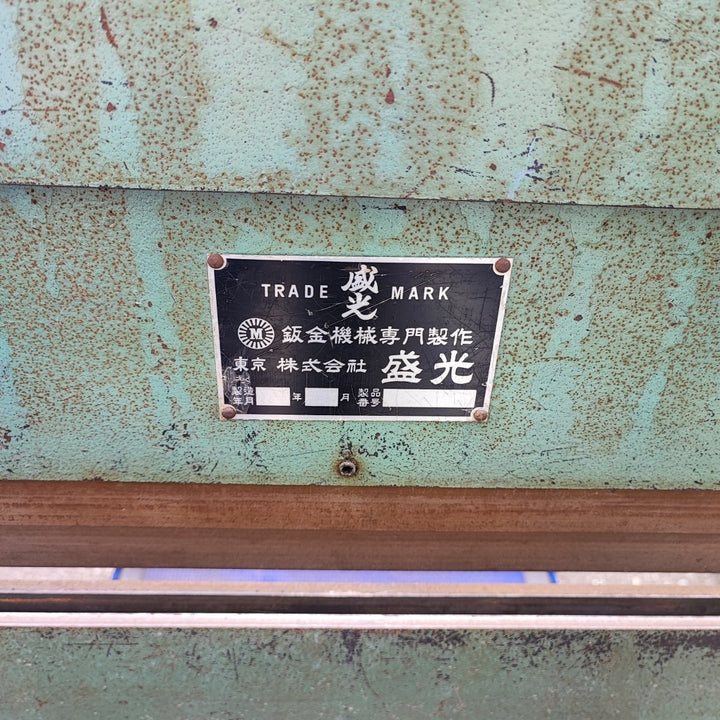 TRADE 盛光 MARK
M 鈑金機械専門製作
東京 株式会社 盛光
製造年月 年 月 製品番号